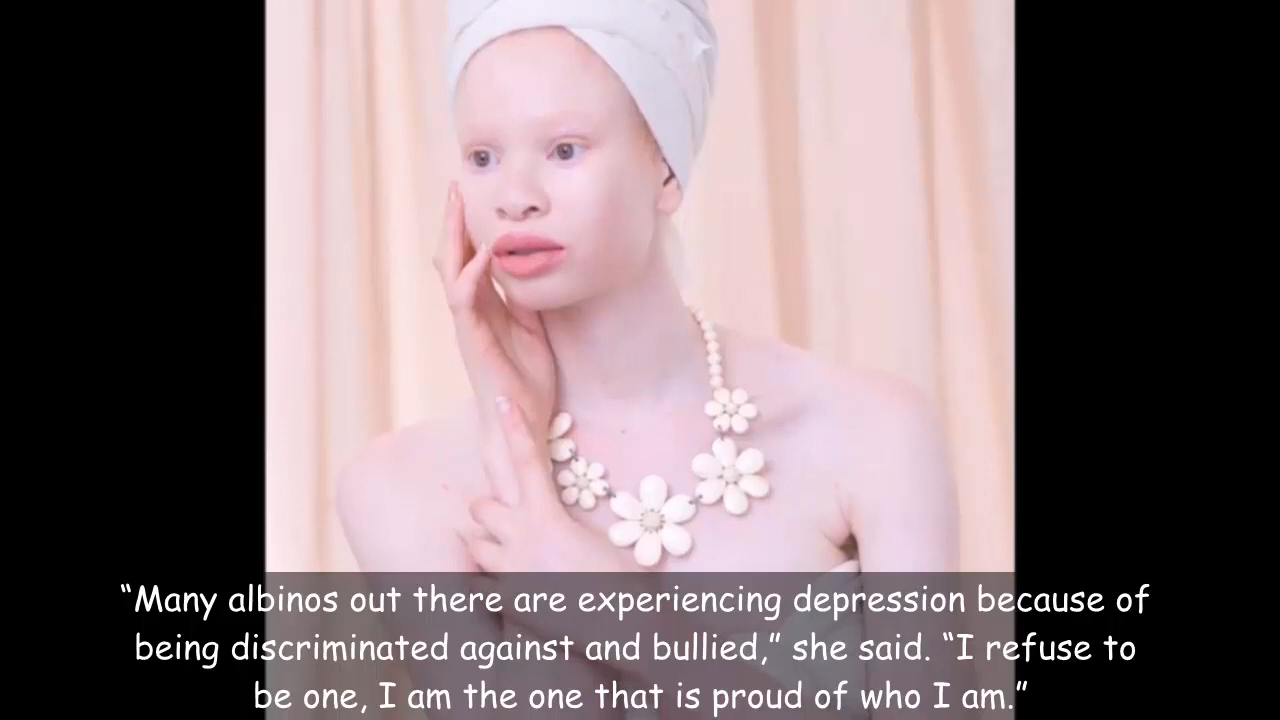 “Many albinos out there are experiencing depression because of
being discriminated against and bullied,” she said. “I refuse to
be one, I am the one that is proud of who I am.”